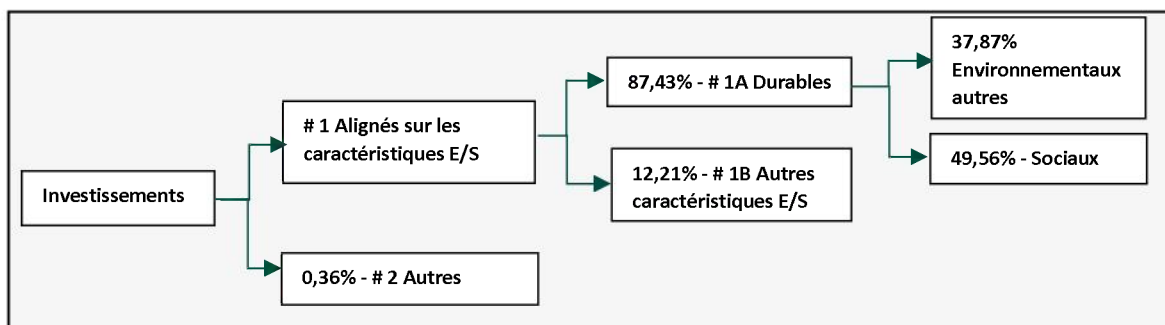 Investissements
# 1 Alignés sur les
caractéristiques E/S
0,36% - # 2 Autres
87,43% - # 1A Durables
12,21% - # 1B Autres
caractéristiques E/S
37,87%
Environnementaux
autres
49,56% - Sociaux